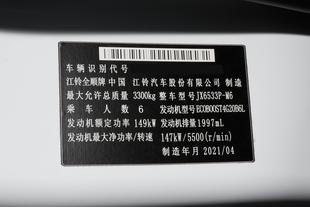 车辆识别代号
江铃全顺牌 中国 江铃汽车股份有限公司 制造
最大允许总质量 3300kg 整车型号 JX6533P-M6
乘车人数 6 发动机型号 ECOBOOST4G20B6L
发动机额定功率 149kW 发动机排量 1997mL
发动机最大净功率/转速 147kW/5500(r/min)
制造年月 2021/04